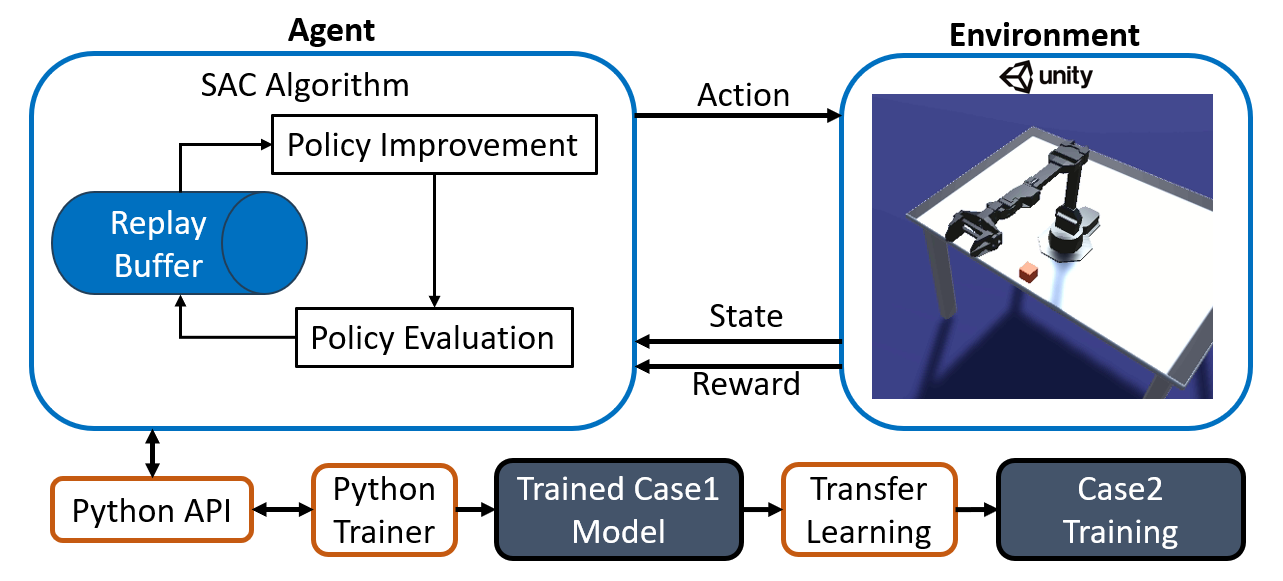 Agent
Environment
SAC Algorithm
unity
Action
Policy Improvement
Replay
Buffer
State
Policy Evaluation
Reward
Python API
Python
Trainer
Trained Case1
Model
Transfer
Learning
Case2
Training